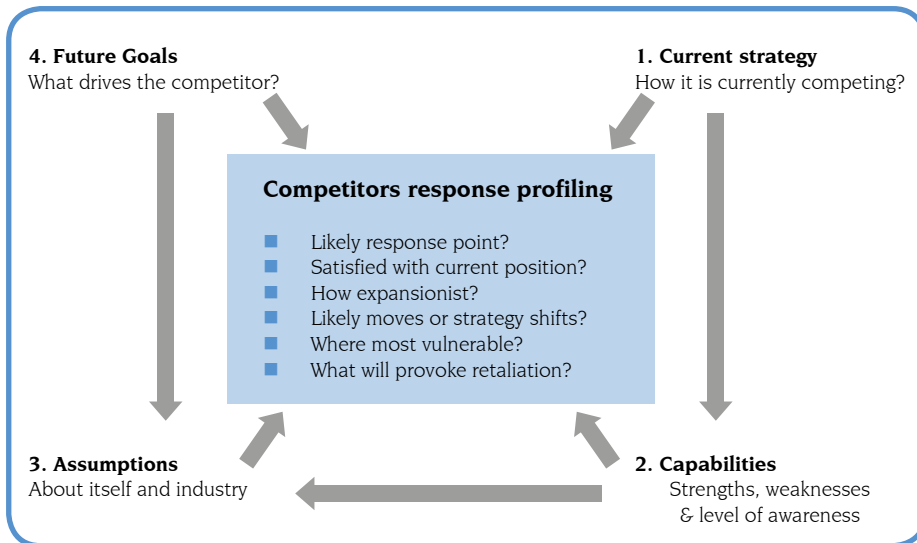 4. Future Goals
What drives the competitor?
1. Current strategy
How it is currently competing?
Competitors response profiling
Likely response point?
Satisfied with current position?
How expansionist?
Likely moves or strategy shifts?
Where most vulnerable?
What will provoke retaliation?
3. Assumptions
About itself and industry
2. Capabilities
Strengths, weaknesses
& level of awareness